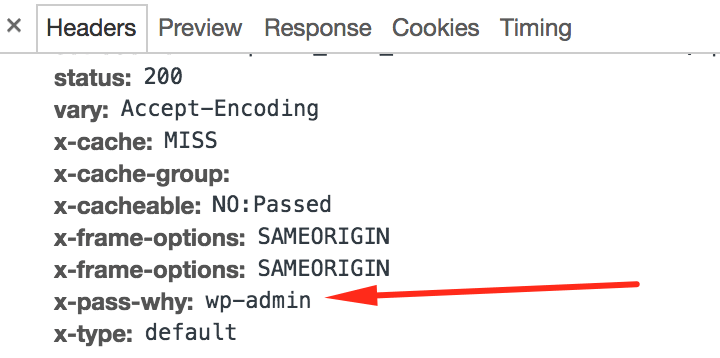 × Headers Preview Response Cookies Timing
status: 200
vary: Accept-Encoding
x-cache: MISS
x-cache-group:
x-cacheable: NO:Passed
x-frame-options: SAMEORIGIN
x-frame-options: SAMEORIGIN
x-pass-why: wp-admin
x-type: default